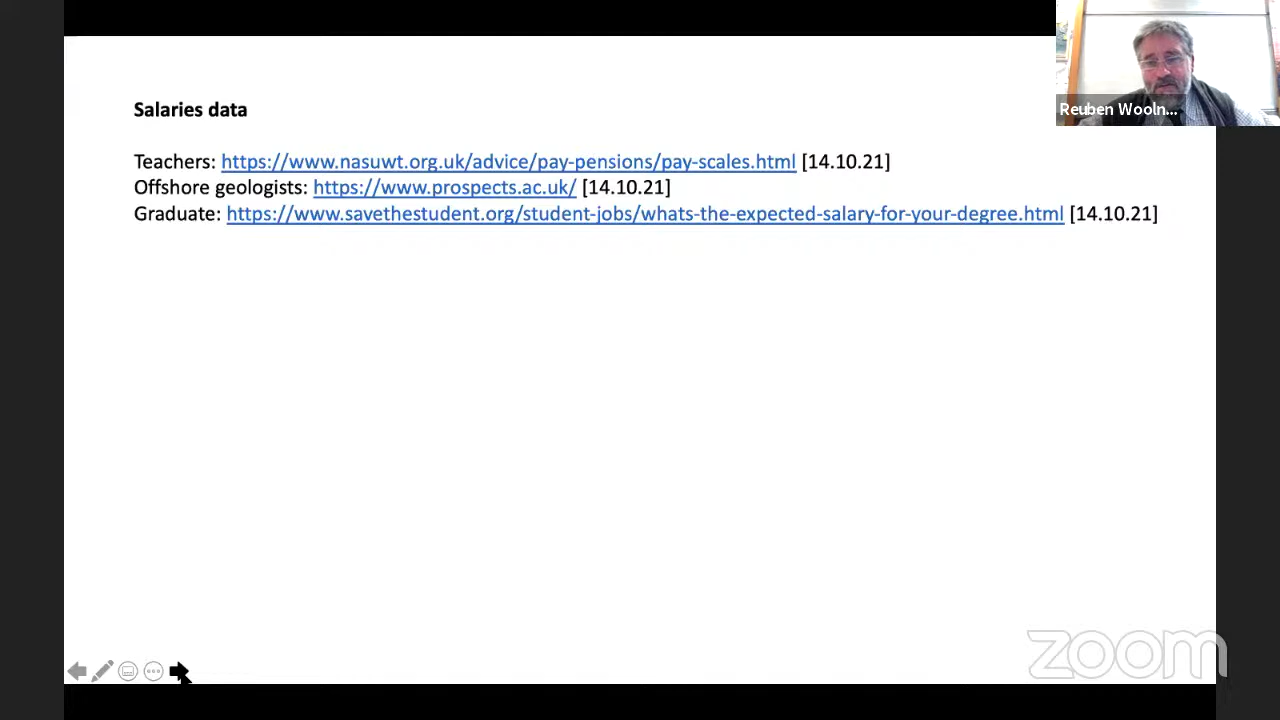 Reuben Wooln...
Salaries data
Teachers: https://www.nasuwt.org.uk/advice/pay-pensions/pay-scales.html [14.10.21]
Offshore geologists: https://www.prospects.ac.uk/ [14.10.21]
Graduate: https://www.savethestudent.org/student-jobs/whats-the-expected-salary-for-your-degree.html [14.10.21]
zoom